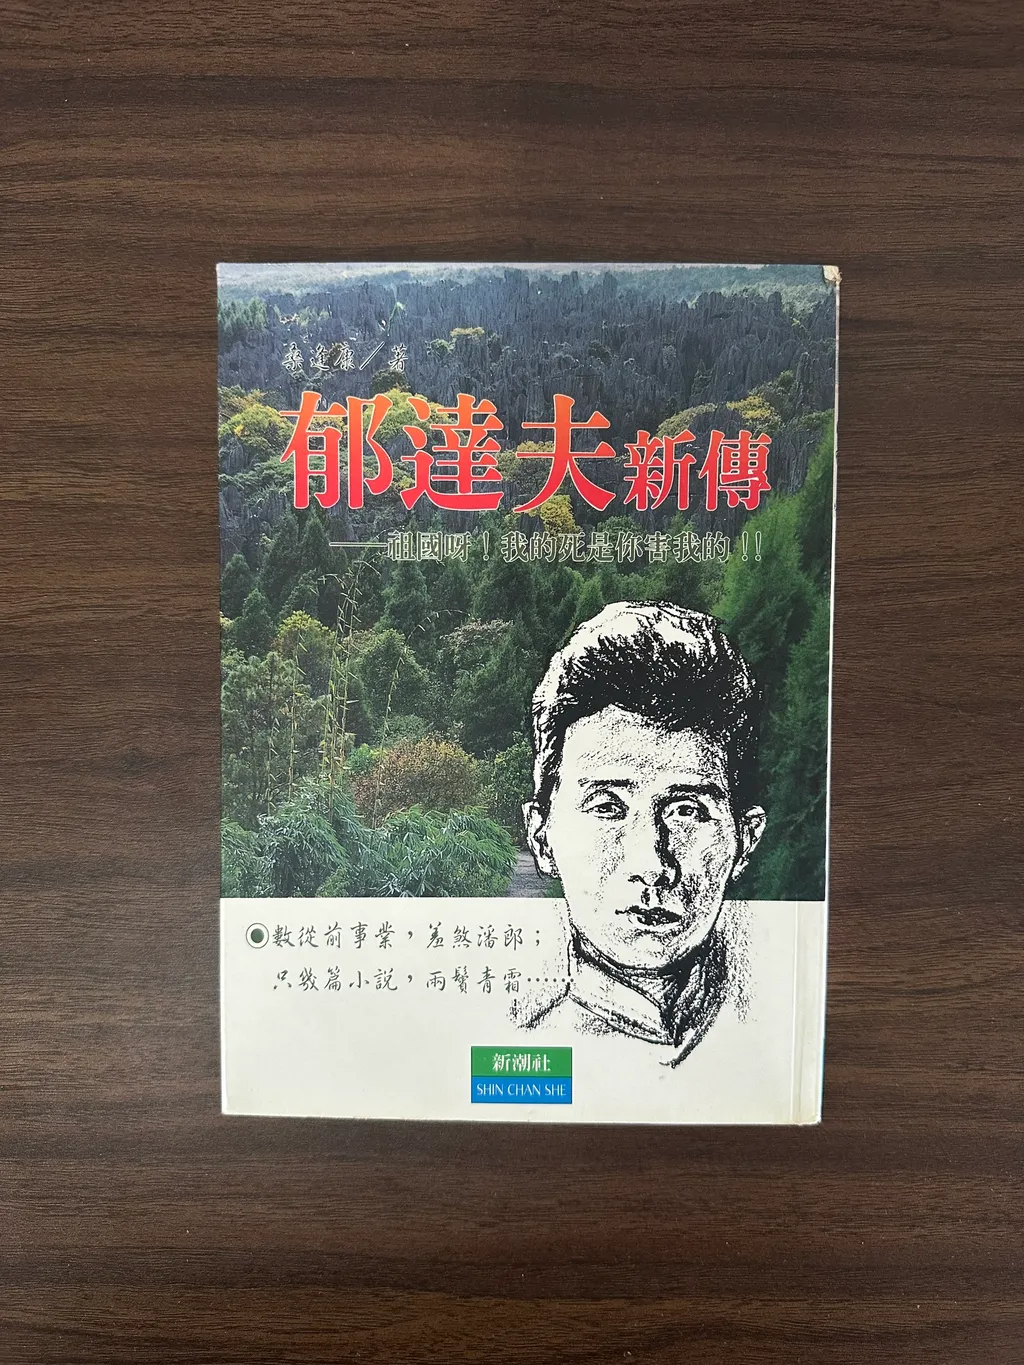 桑逢康／著
郁達夫新傳
——祖國呀！我的死是你害我的!!
◉數從前事業，羞煞潘郎；
只幾篇小說，兩鬢青霜……
新潮社
SHIN CHAN SHE